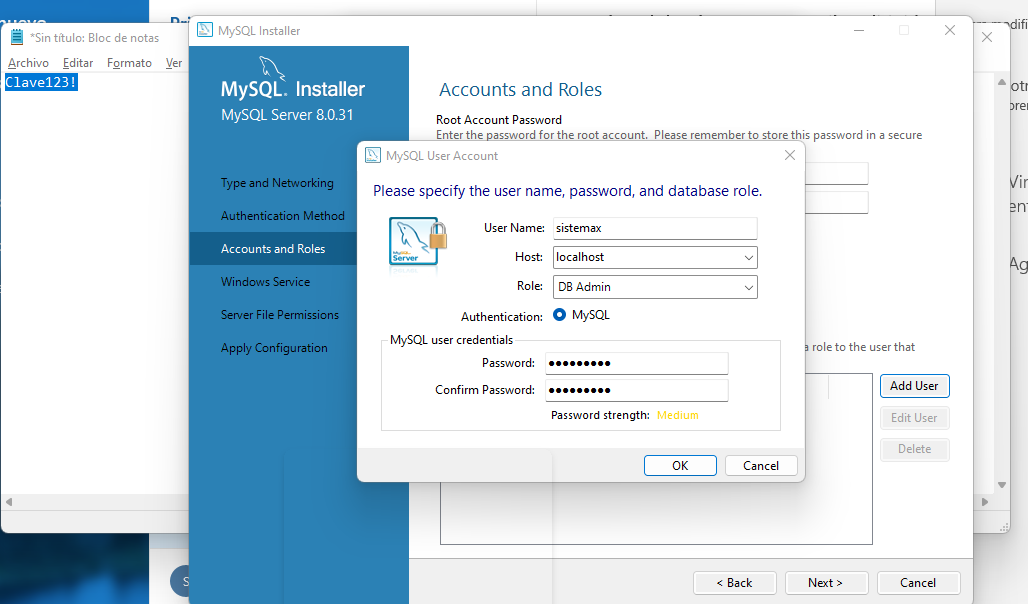 *Sin título: Bloc de notas
Archivo Editar Formato Ver
Clave123!
MySQL Installer
MySQL. Installer
MySQL Server 8.0.31
Type and Networking
Authentication Method
Accounts and Roles
Windows Service
Server File Permissions
Apply Configuration
Accounts and Roles
Root Account Password
Enter the password for the root account. Please remember to store this password in a secure
a role to the user that
Add User
Edit User
Delete
MySQL User Account
Please specify the user name, password, and database role.
MySQL
Server
User Name: sistemax
Host: localhost
Role: DB Admin
Authentication: MySQL
MySQL user credentials
Password: ●●●●●●●●●
Confirm Password: ●●●●●●●●●
Password strength: Medium
OK Cancel
< Back Next > Cancel
S